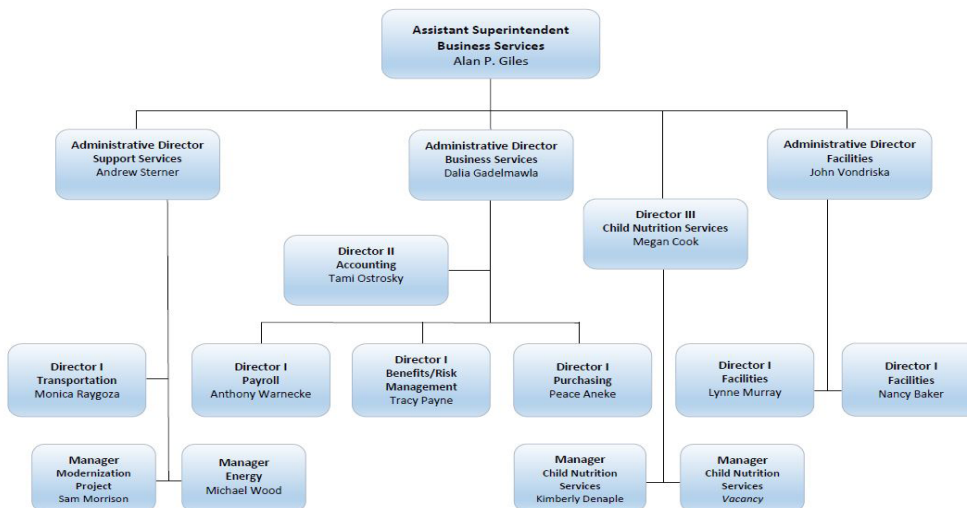 Assistant Superintendent
Business Services
Alan P. Giles
Administrative Director
Support Services
Andrew Sterner
Administrative Director
Business Services
Dalia Gadelmawla
Administrative Director
Facilities
John Vondriska
Director III
Child Nutrition Services
Megan Cook
Director II
Accounting
Tami Ostrosky
Director I
Transportation
Monica Raygoza
Director I
Payroll
Anthony Warnecke
Director I
Benefits/Risk
Management
Tracy Payne
Director I
Purchasing
Peace Aneke
Director I
Facilities
Lynne Murray
Director I
Facilities
Nancy Baker
Manager
Modernization
Project
Sam Morrison
Manager
Energy
Michael Wood
Manager
Child Nutrition
Services
Kimberly Denaple
Manager
Child Nutrition
Services
Vacancy